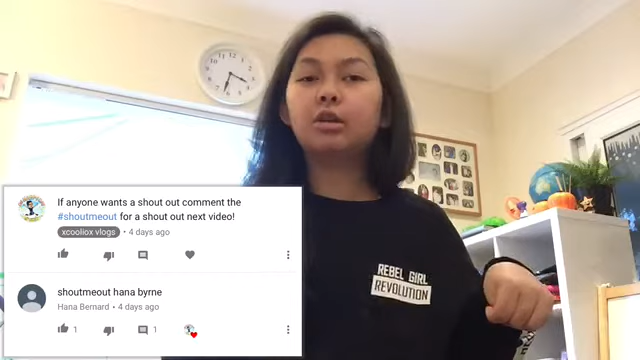 If anyone wants a shout out comment the
#shoutmeout for a shout out next video!
xcooliox vlogs • 4 days ago
shoutmeout hana byrne
Hana Bernard • 4 days ago
1 1
REBEL GIRL
REVOLUTION